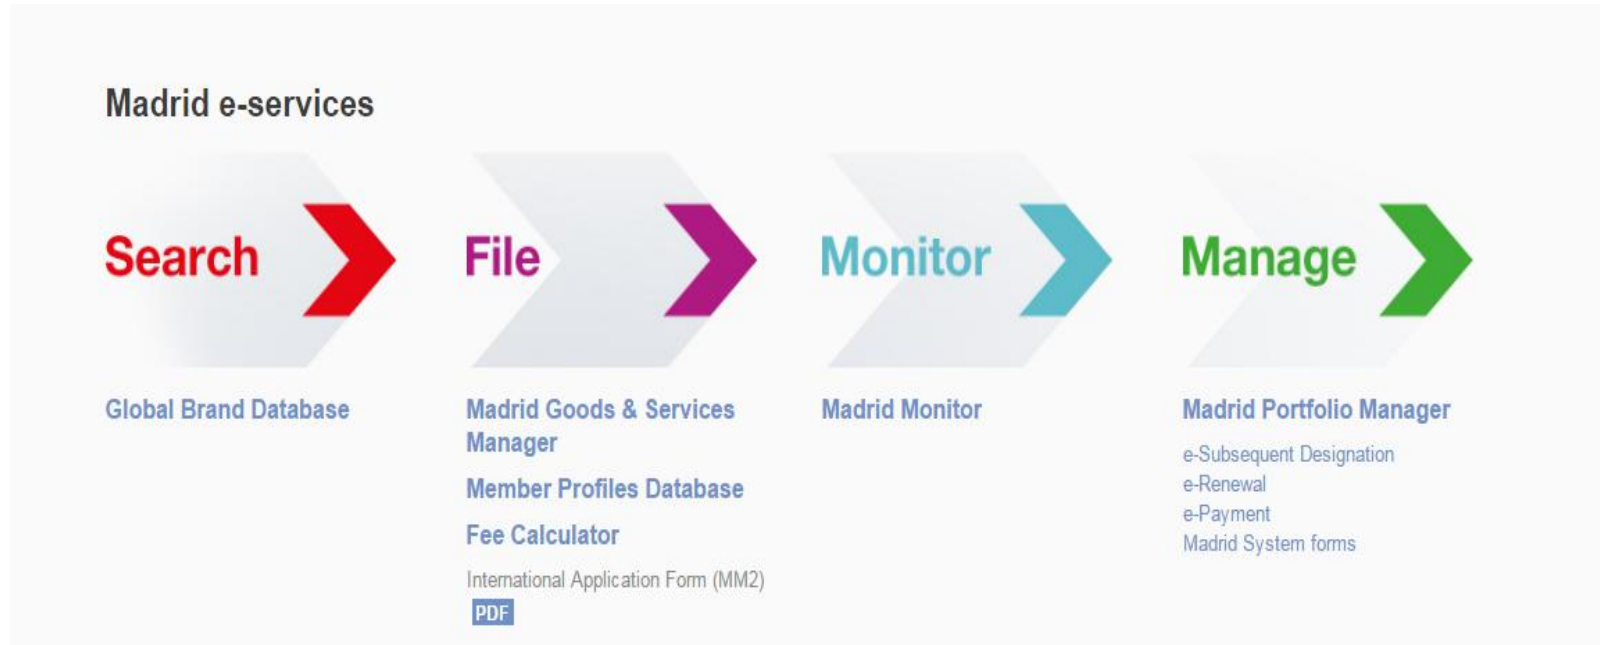 Madrid e-services
Search
File
Monitor
Manage
Global Brand Database
Madrid Goods & Services
Manager
Member Profiles Database
Fee Calculator
International Application Form (MM2)
PDF
Madrid Monitor
Madrid Portfolio Manager
e-Subsequent Designation
e-Renewal
e-Payment
Madrid System forms